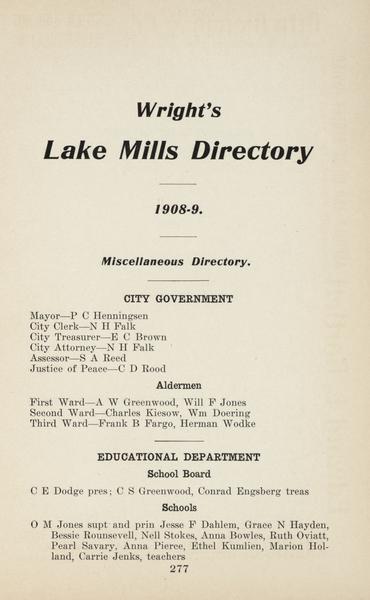 Wright's
Lake Mills Directory
1908-9.
Miscellaneous Directory.
CITY GOVERNMENT
Mayor—P C Henningsen
City Clerk—N H Falk
City Treasurer—E C Brown
City Attorney—N H Falk
Assessor—S A Reed
Justice of Peace—C D Rood
Aldermen
First Ward—A W Greenwood, Will F Jones
Second Ward—Charles Kiesow, Wm Doering
Third Ward—Frank B Fargo, Herman Wodke
EDUCATIONAL DEPARTMENT
School Board
C E Dodge pres; C S Greenwood, Conrad Engsberg treas
Schools
O M Jones supt and prin Jesse F Dahlem, Grace N Hayden,
Bessie Rounsevell, Nell Stokes, Anna Bowles, Ruth Oviatt,
Pearl Savary, Anna Pierce, Ethel Kumlien, Marion Hol-
land, Carrie Jenks, teachers
277